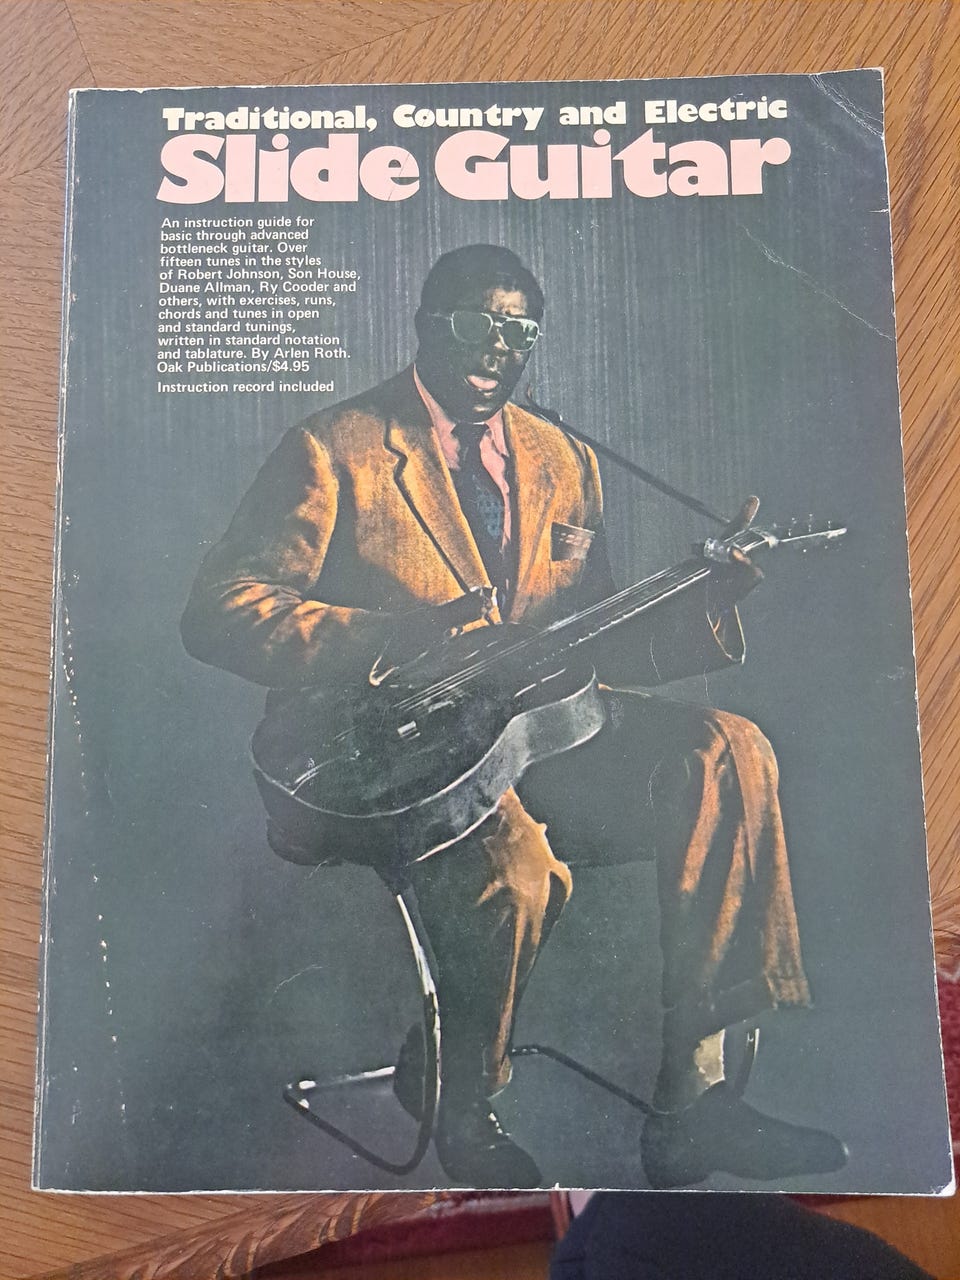 Traditional, Country and Electric
Slide Guitar
An instruction guide for
basic through advanced
bottleneck guitar. Over
fifteen tunes in the styles
of Robert Johnson, Son House,
Duane Allman, Ry Cooder and
others, with exercises, runs,
chords and tunes in open
and standard tunings,
written in standard notation
and tablature. By Arlen Roth.
Oak Publications/$4.95
Instruction record included